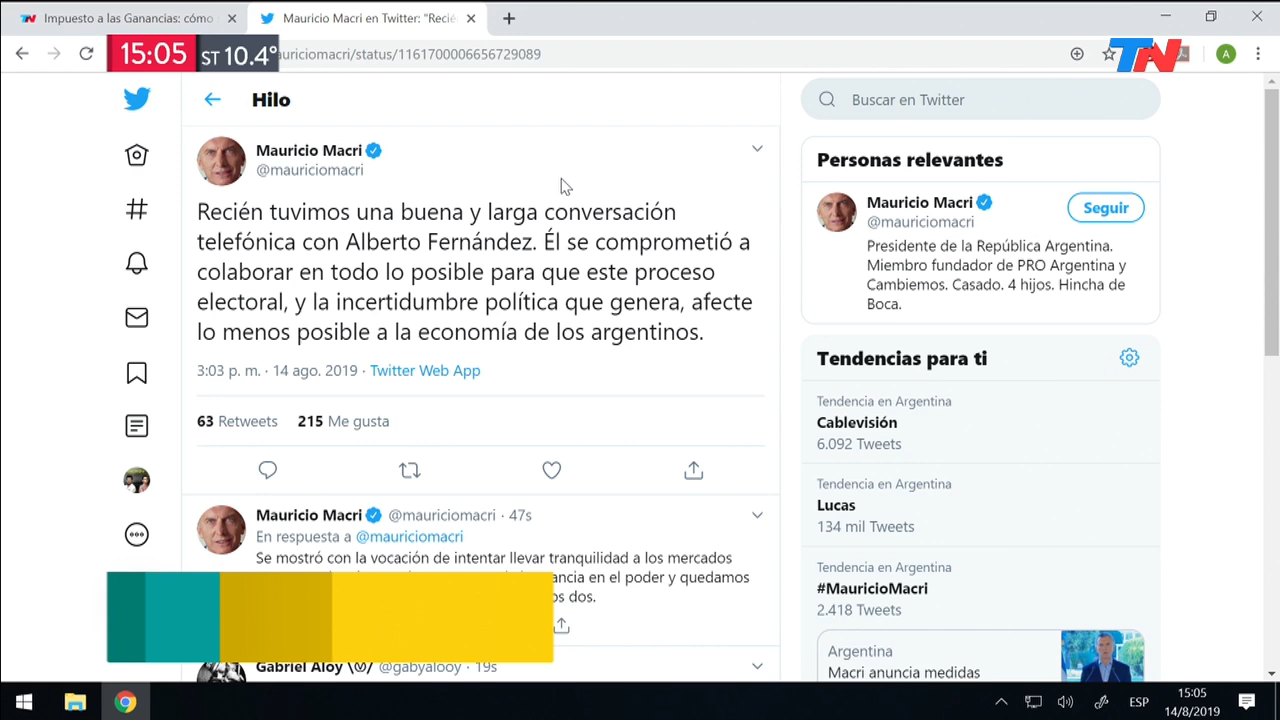 Impuesto a las Ganancias: cómo
Mauricio Macri en Twitter: "Recié
15:05
ST 10.4°
auriciomacri/status/1161700006656729089
TN
A
Hilo
Buscar en Twitter
Mauricio Macri
@mauriciomacri
Recién tuvimos una buena y larga conversación
telefónica con Alberto Fernández. Él se comprometió a
colaborar en todo lo posible para que este proceso
electoral, y la incertidumbre política que genera, afecte
lo menos posible a la economía de los argentinos.
3:03 p. m. · 14 ago. 2019 · Twitter Web App
63 Retweets 215 Me gusta
Mauricio Macri @mauriciomacri · 47s
En respuesta a @mauriciomacri
Se mostró con la vocación de intentar llevar tranquilidad a los mercados
ancia en el poder y quedamos
os dos.
Gabriel Aloy \@/ @gabyalooy · 19s
Personas relevantes
Mauricio Macri
@mauriciomacri
Seguir
Presidente de la República Argentina.
Miembro fundador de PRO Argentina y
Cambiemos. Casado. 4 hijos. Hincha de
Boca.
Tendencias para ti
Tendencia en Argentina
Cablevisión
6.092 Tweets
Tendencia en Argentina
Lucas
134 mil Tweets
Tendencia en Argentina
#MauricioMacri
2.418 Tweets
Argentina
Macri anuncia medidas
ESP
15:05
14/8/2019